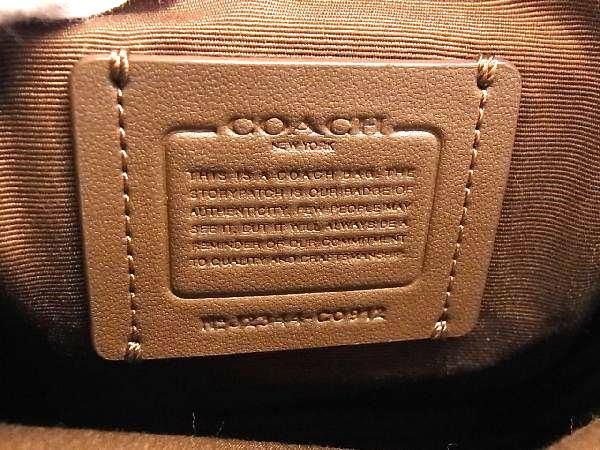 COACH
NEW YORK
THIS IS A COACH BAG. THE
STORYPATCH IS OUR BADGE OF
AUTHENTICITY. FEW PEOPLE MAY
SEE IT, BUT IT WILL ALWAYS BE A
REMINDER OF OUR COMMITMENT
TO QUALITY AND CRAFTSMANSHIP.